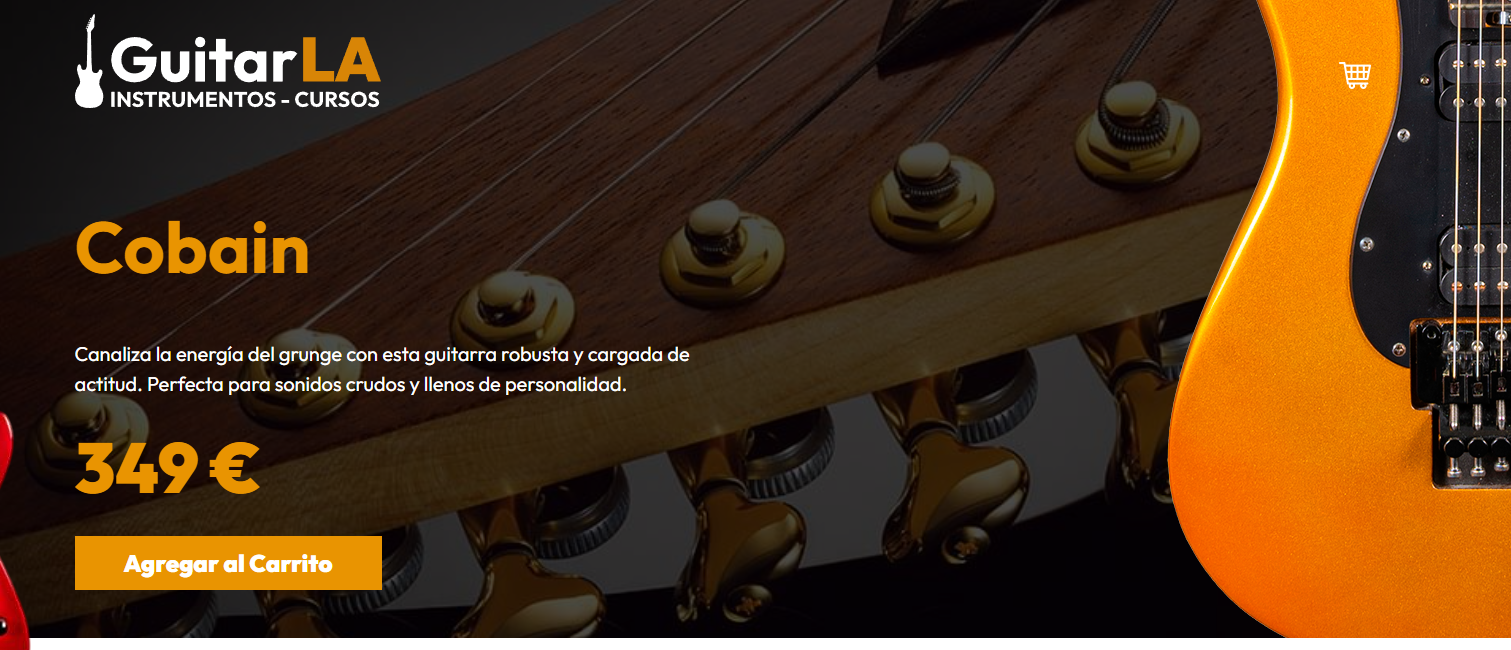 GuitarLA
INSTRUMENTOS - CURSOS
Cobain
Canaliza la energía del grunge con esta guitarra robusta y cargada de
actitud. Perfecta para sonidos crudos y llenos de personalidad.
349 €
Agregar al Carrito